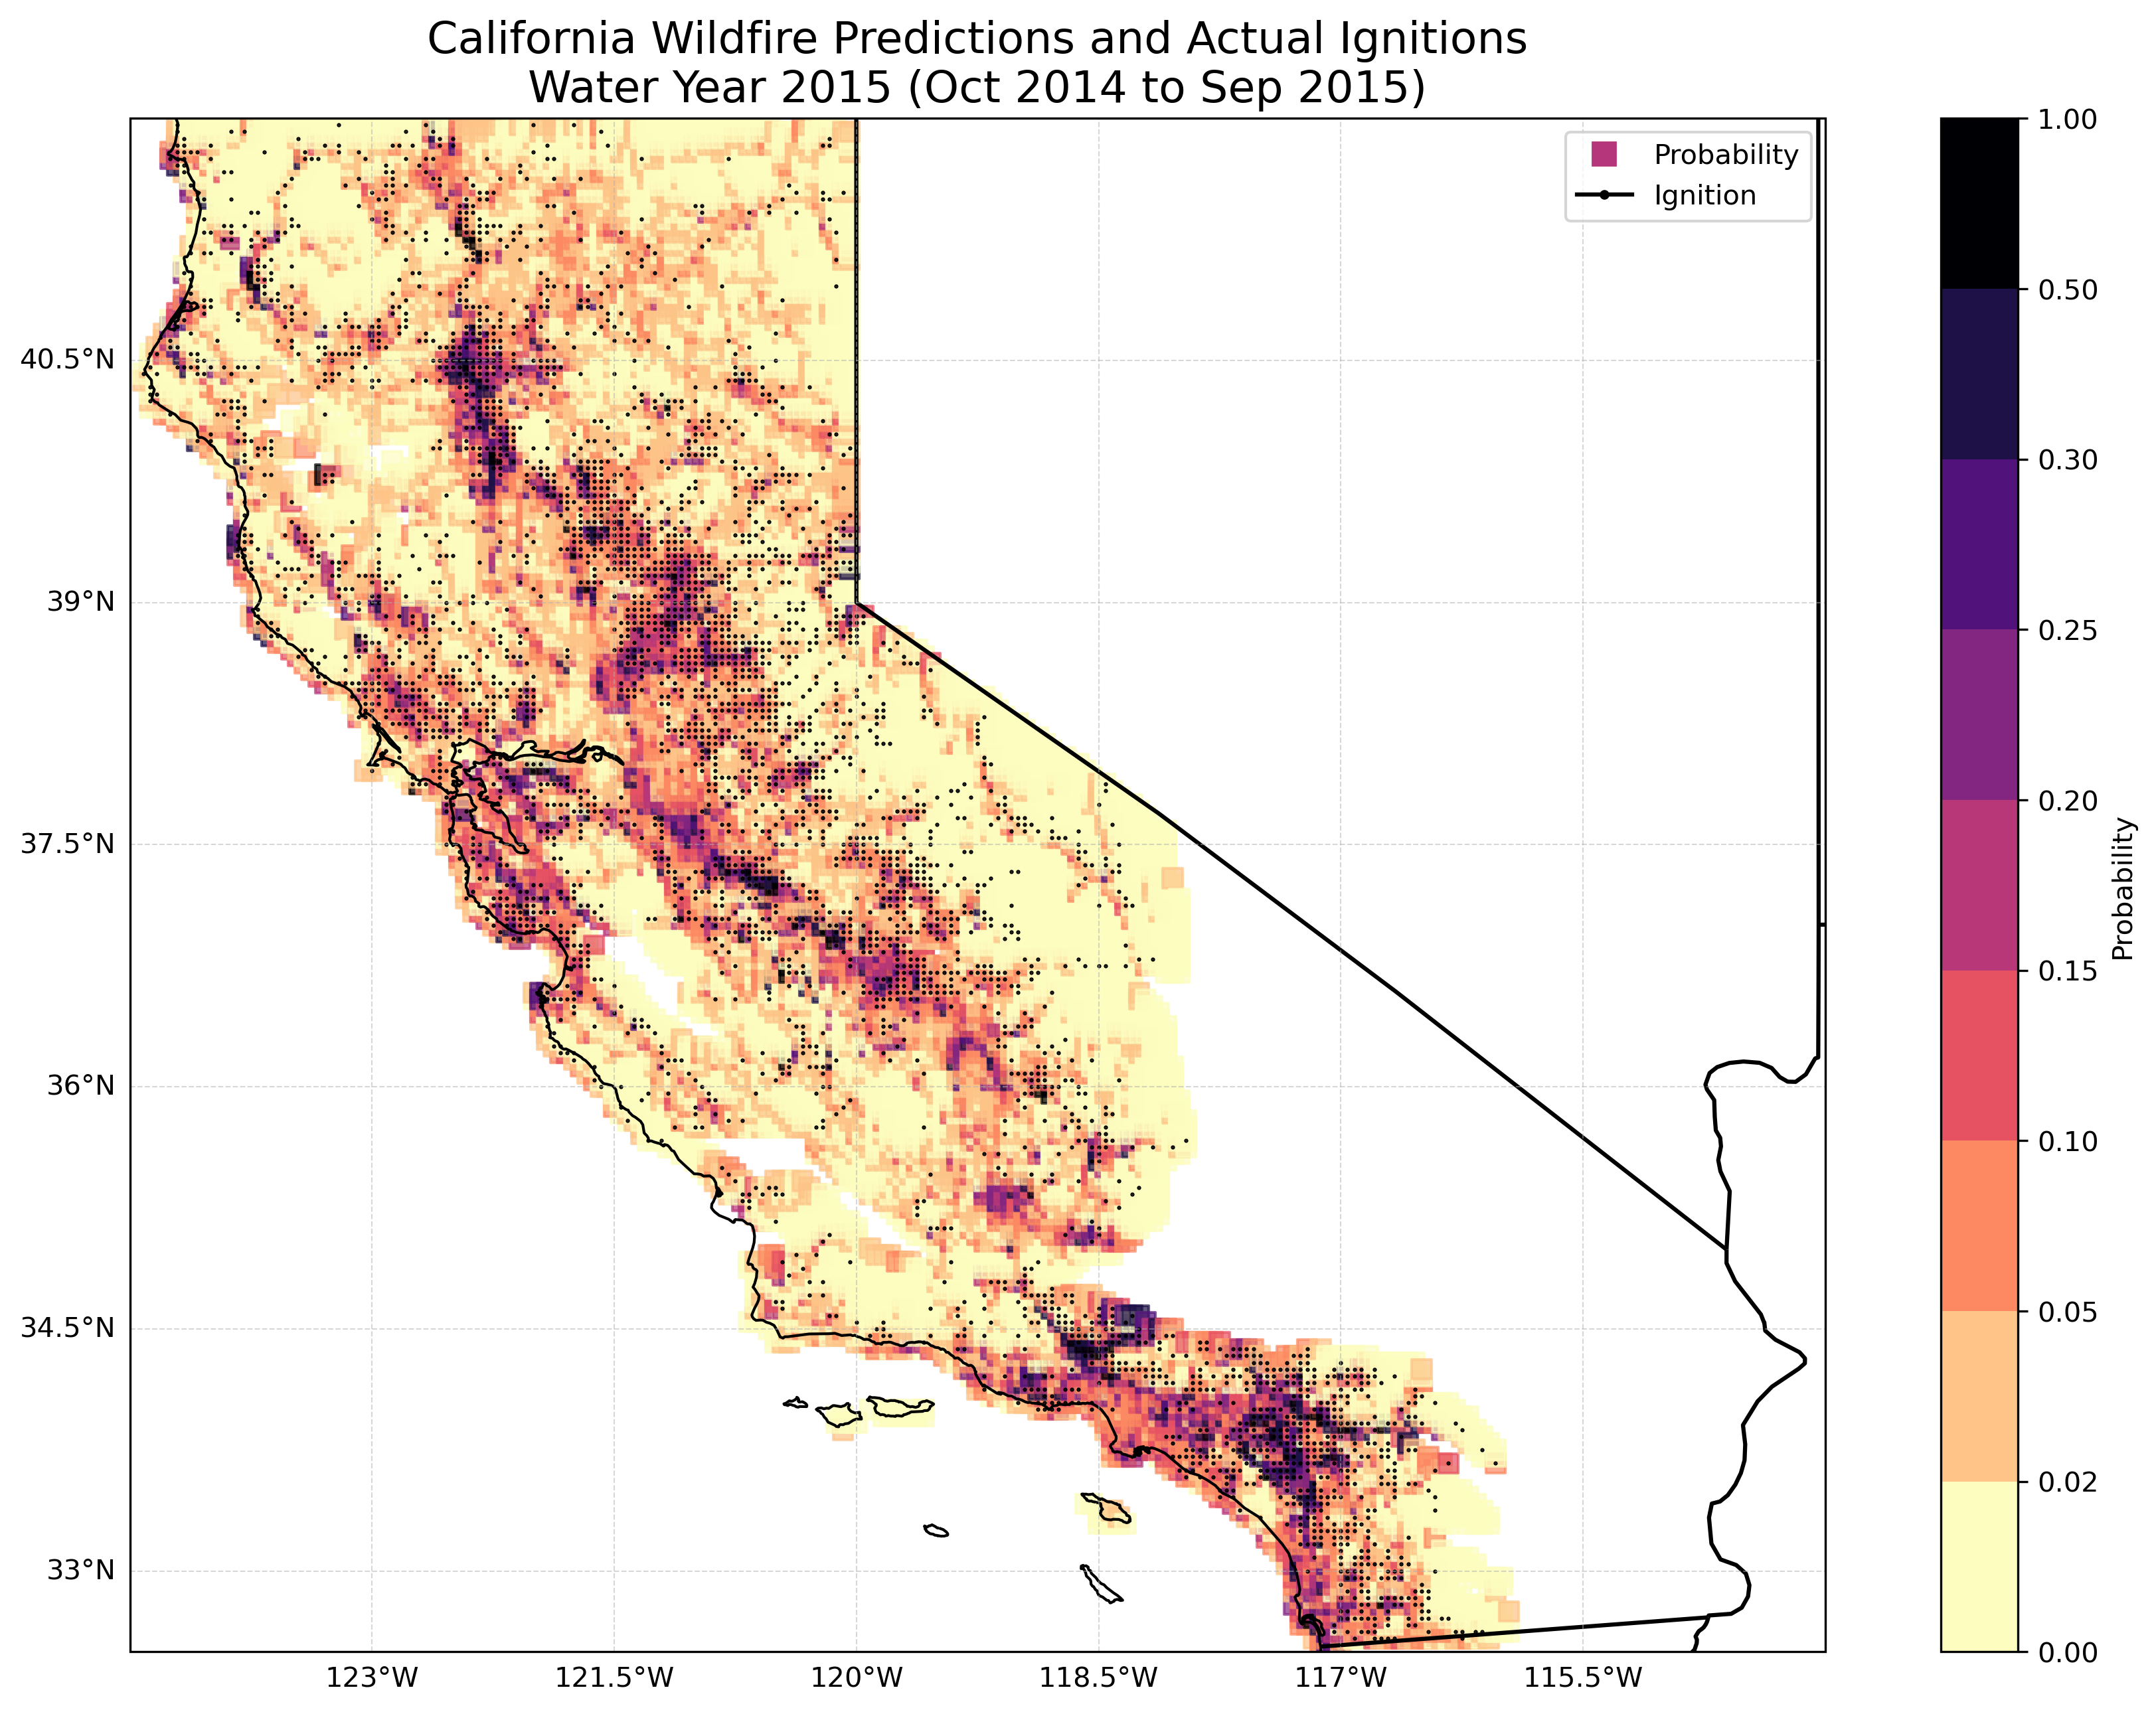 California Wildfire Predictions and Actual Ignitions
Water Year 2015 (Oct 2014 to Sep 2015)
Probability
Ignition
40.5°N
39°N
37.5°N
36°N
34.5°N
33°N
123°W
121.5°W
120°W
118.5°W
117°W
115.5°W
1.00
0.50
0.30
0.25
0.20
0.15
0.10
0.05
0.02
0.00
Probability